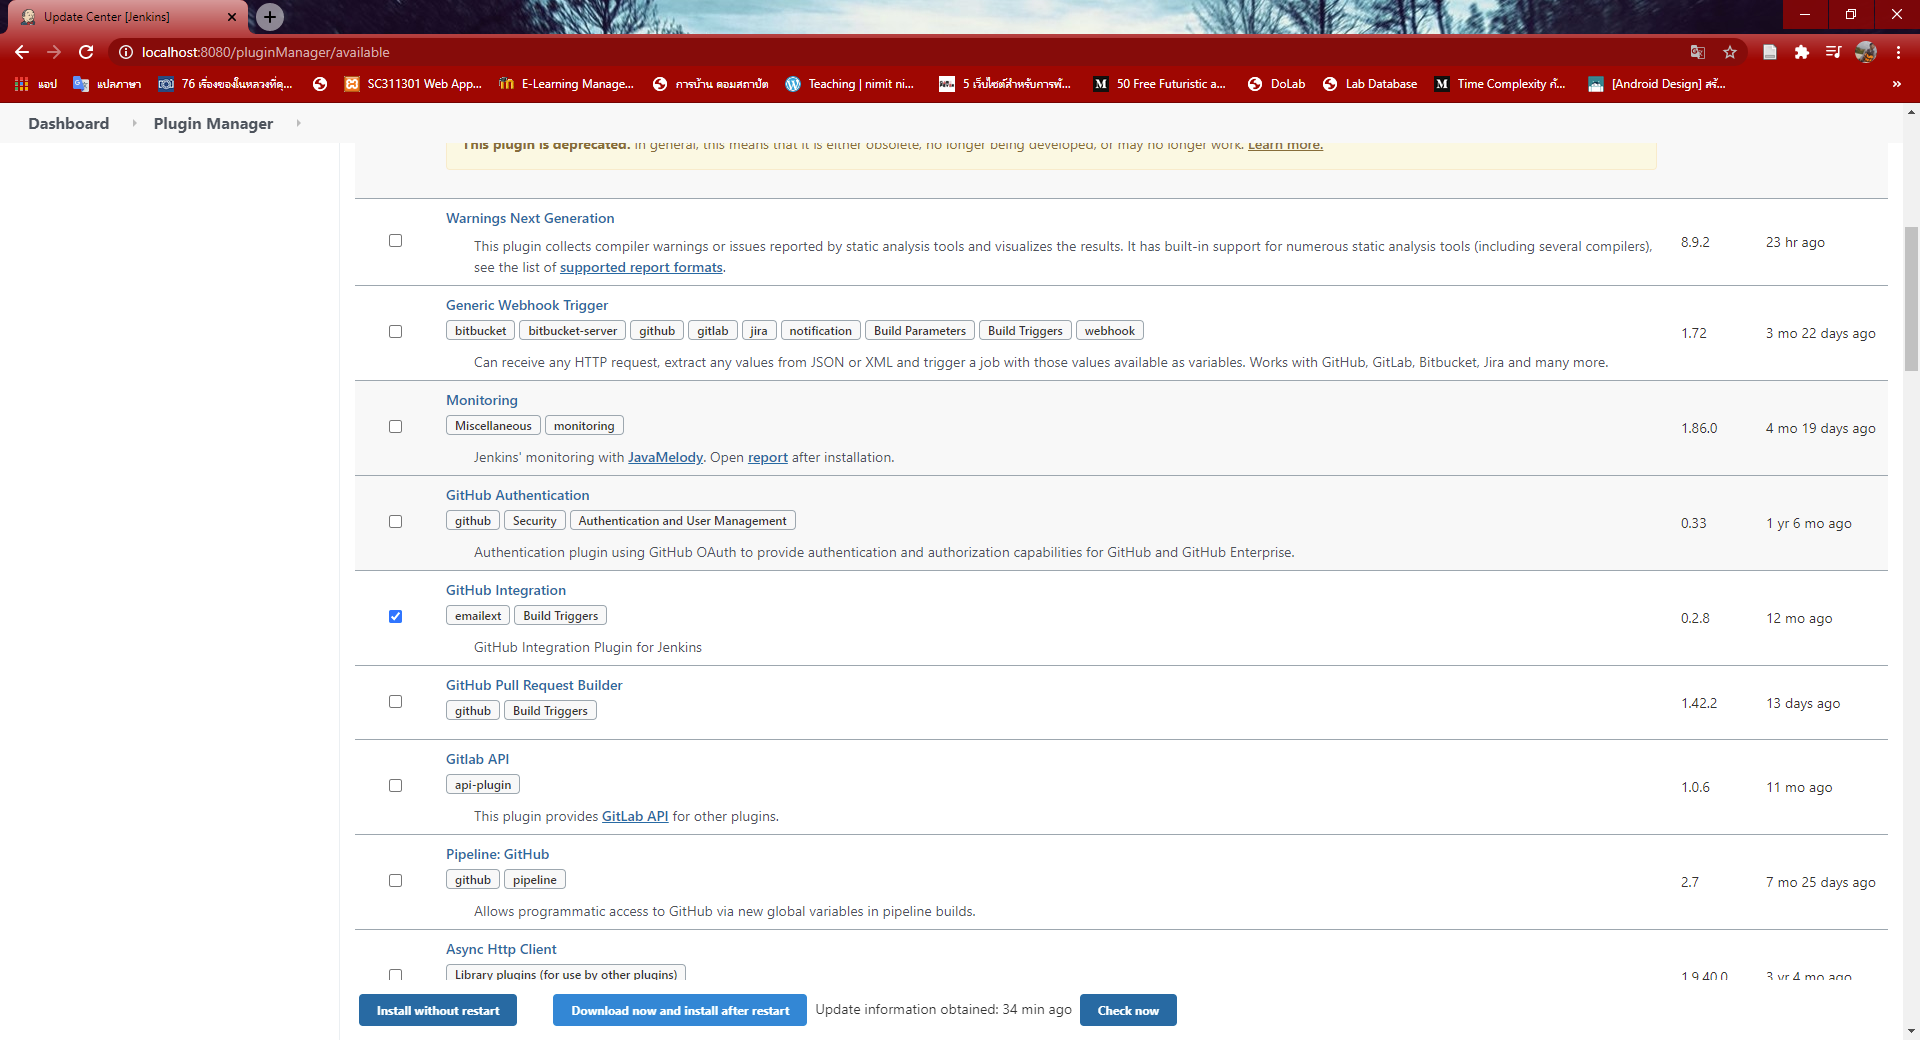 Update Center [Jenkins]
localhost:8080/pluginManager/available
แอป
แปลภาษา
76 เรื่องของในหลวงที่คุ...
SC311301 Web App...
E-Learning Manage...
การบ้าน คอมสถาปัต
Teaching | nimit ni...
5 เว็บไซต์สำหรับการพั...
50 Free Futuristic a...
DoLab
Lab Database
Time Complexity ก็...
[Android Design] สร้...
Dashboard
Plugin Manager
This plugin is deprecated. In general, this means that it is either obsolete, no longer being developed, or may no longer work. Learn more.
Warnings Next Generation
This plugin collects compiler warnings or issues reported by static analysis tools and visualizes the results. It has built-in support for numerous static analysis tools (including several compilers),
see the list of supported report formats.
8.9.2
23 hr ago
Generic Webhook Trigger
bitbucket bitbucket-server github gitlab jira notification Build Parameters Build Triggers webhook
Can receive any HTTP request, extract any values from JSON or XML and trigger a job with those values available as variables. Works with GitHub, GitLab, Bitbucket, Jira and many more.
1.72
3 mo 22 days ago
Monitoring
Miscellaneous monitoring
Jenkins' monitoring with JavaMelody. Open report after installation.
1.86.0
4 mo 19 days ago
GitHub Authentication
github Security Authentication and User Management
Authentication plugin using GitHub OAuth to provide authentication and authorization capabilities for GitHub and GitHub Enterprise.
0.33
1 yr 6 mo ago
GitHub Integration
emailext Build Triggers
GitHub Integration Plugin for Jenkins
0.2.8
12 mo ago
GitHub Pull Request Builder
github Build Triggers
1.42.2
13 days ago
Gitlab API
api-plugin
This plugin provides GitLab API for other plugins.
1.0.6
11 mo ago
Pipeline: GitHub
github pipeline
Allows programmatic access to GitHub via new global variables in pipeline builds.
2.7
7 mo 25 days ago
Async Http Client
Library plugins (for use by other plugins)
1.9.40.0
3 yr 4 mo ago
Install without restart
Download now and install after restart
Update information obtained: 34 min ago
Check now